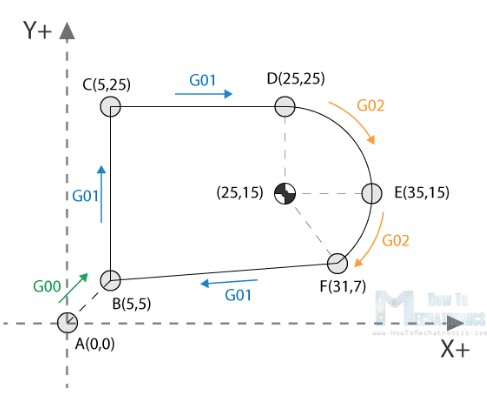 Y+
C(5,25)
G01
D(25,25)
G02
G01
(25,15)
E(35,15)
G02
G00
B(5,5)
G01
F(31,7)
A(0,0)
X+
How To
MECHATRONICS
www.HowToMechatronics.com